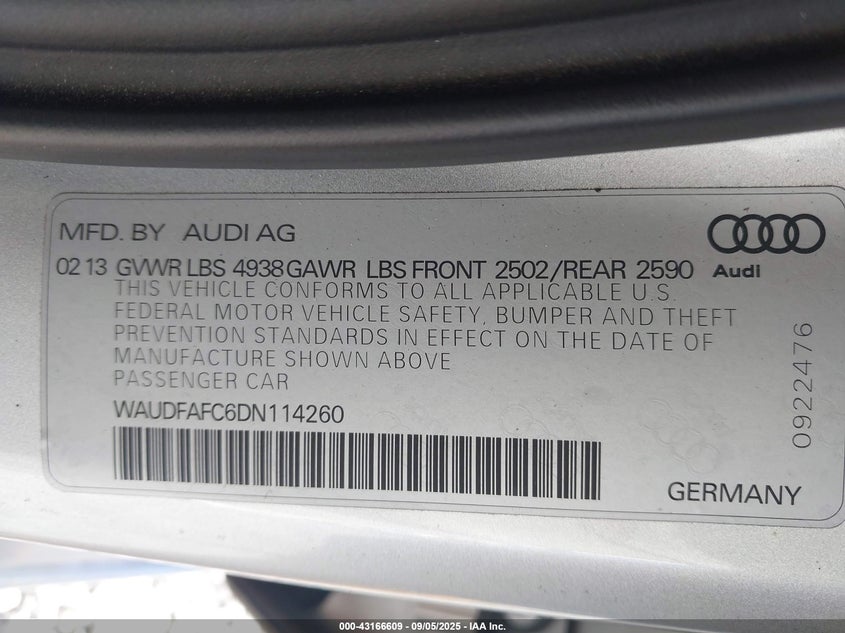 MFD. BY AUDI AG
02 13 GVWR LBS 4938 GAWR LBS FRONT 2502/REAR 2590
Audi
THIS VEHICLE CONFORMS TO ALL APPLICABLE U.S.
FEDERAL MOTOR VEHICLE SAFETY, BUMPER AND THEFT
PREVENTION STANDARDS IN EFFECT ON THE DATE OF
MANUFACTURE SHOWN ABOVE
PASSENGER CAR
WAUDFAFC6DN114260
0922476
GERMANY
000-43166609 - 09/05/2025 - © IAA Inc.